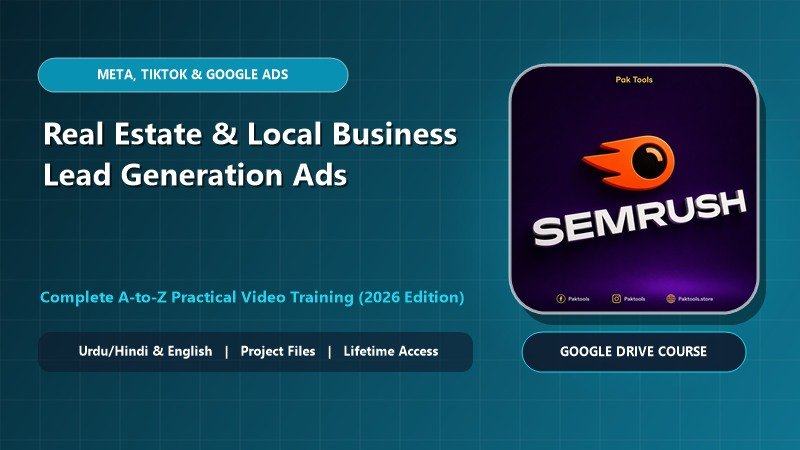 META, TIKTOK & GOOGLE ADS
Real Estate & Local Business
Lead Generation Ads
Complete A-to-Z Practical Video Training (2026 Edition)
Urdu/Hindi & English | Project Files | Lifetime Access
Pak Tools
SEMRUSH
Paktools
Paktools
Paktools.store
GOOGLE DRIVE COURSE